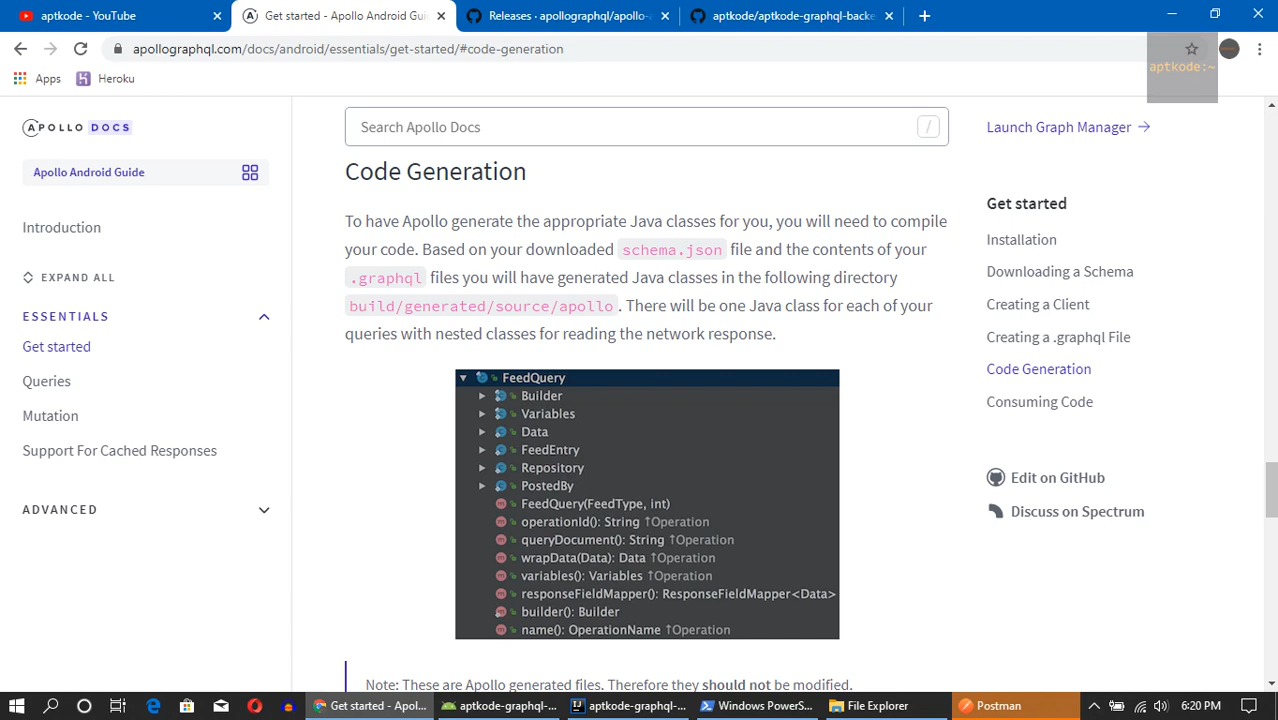 aptkode - YouTube
Get started - Apollo Android Gui
Releases · apollographql/apollo-a
aptkode/aptkode-graphql-backe
apollographql.com/docs/android/essentials/get-started/#code-generation
aptkode:~
Apps
Heroku
APOLLO DOCS
Search Apollo Docs
/
Launch Graph Manager
Apollo Android Guide
Introduction
EXPAND ALL
ESSENTIALS
Get started
Queries
Mutation
Support For Cached Responses
ADVANCED
Code Generation
To have Apollo generate the appropriate Java classes for you, you will need to compile
your code. Based on your downloaded schema.json file and the contents of your
.graphql files you will have generated Java classes in the following directory
build/generated/source/apollo. There will be one Java class for each of your
queries with nested classes for reading the network response.
FeedQuery
Builder
Variables
Data
FeedEntry
Repository
PostedBy
FeedQuery(FeedType, int)
operationId(): String ↑Operation
queryDocument(): String ↑Operation
wrapData(Data): Data ↑Operation
variables(): Variables ↑Operation
responseFieldMapper(): ResponseFieldMapper<Data>
builder(): Builder
name(): OperationName ↑Operation
Note: These are Apollo generated files. Therefore they should not be modified.
Get started
Installation
Downloading a Schema
Creating a Client
Creating a .graphql File
Code Generation
Consuming Code
Edit on GitHub
Discuss on Spectrum
Get started - Apol...
aptkode-graphql-...
aptkode-graphql-...
Windows PowerS...
File Explorer
Postman
6:20 PM